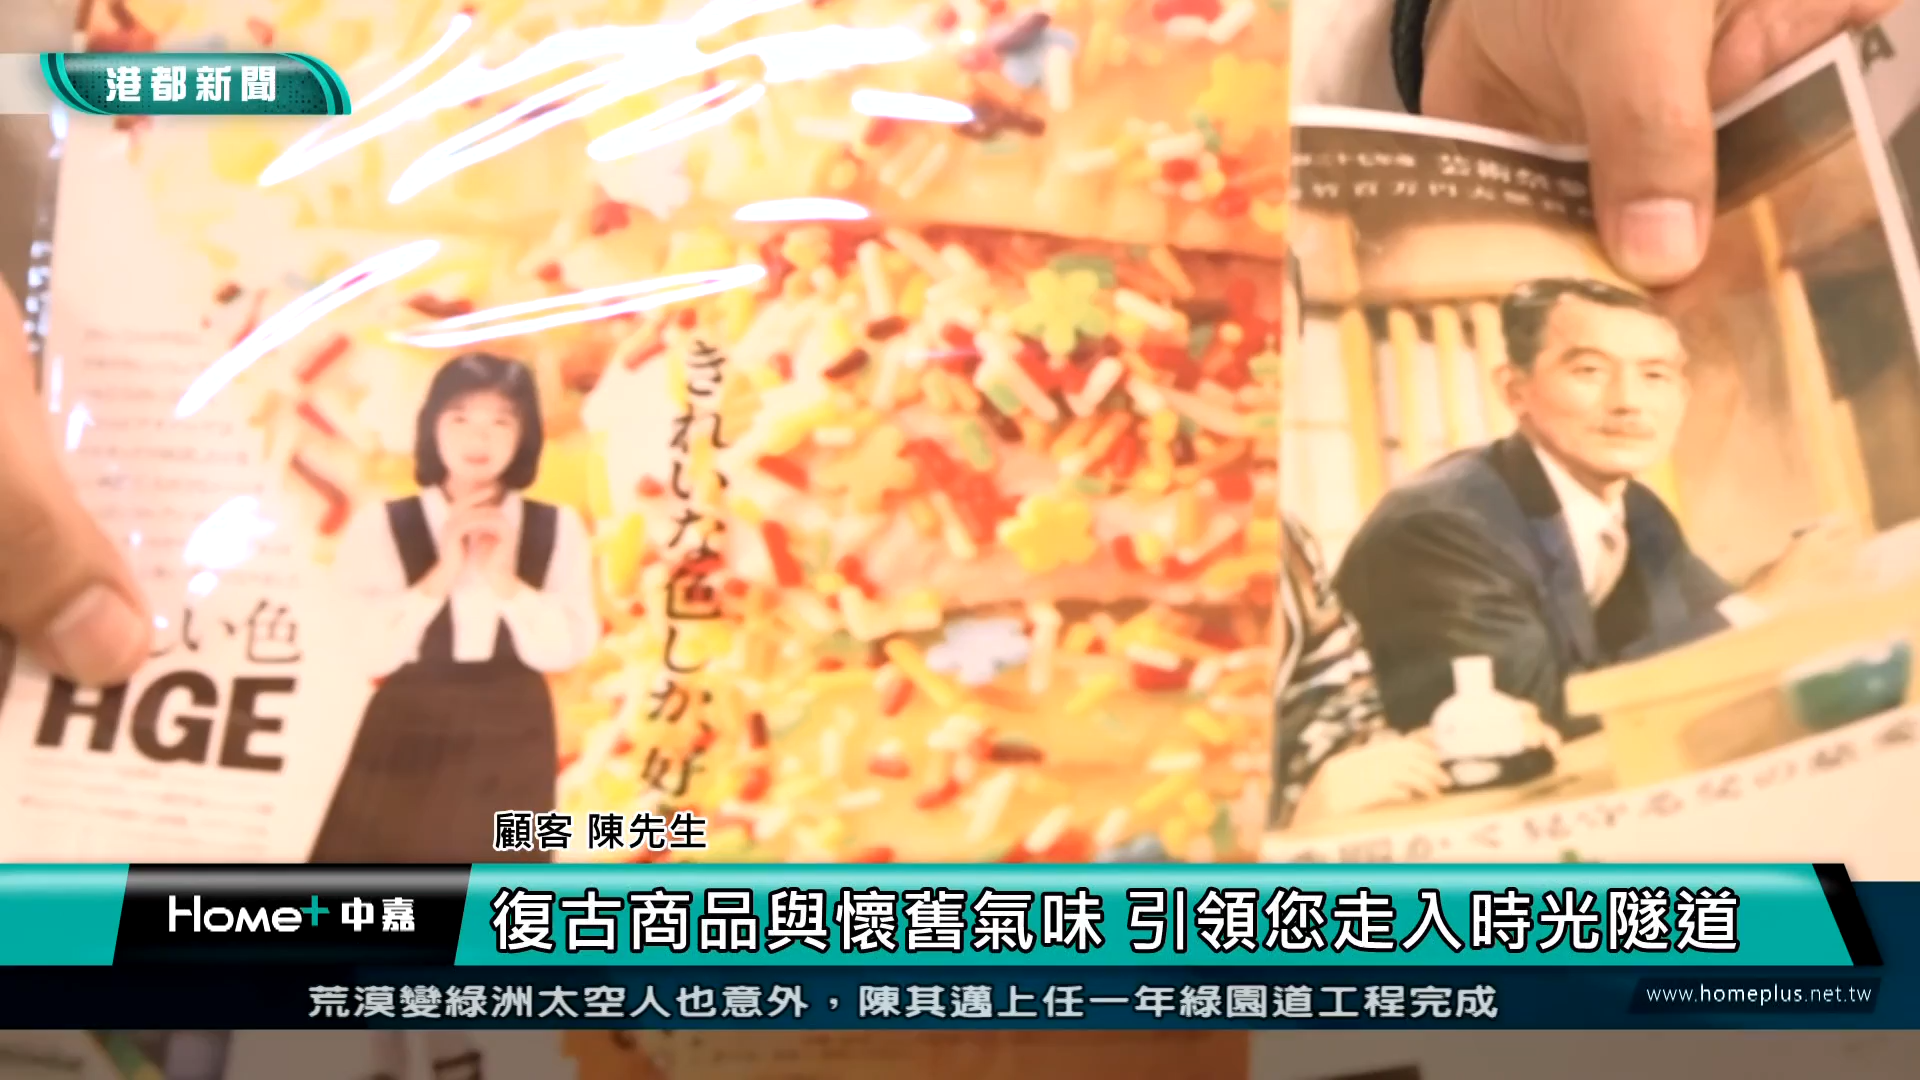 港都新聞
きれいな色しか、好
しい色
HGE
顧客 陳先生
Home+ 中嘉
復古商品與懷舊氣味 引領您走入時光隧道
荒漠變綠洲太空人也意外，陳其邁上任一年綠園道工程完成
www.homeplus.net.tw